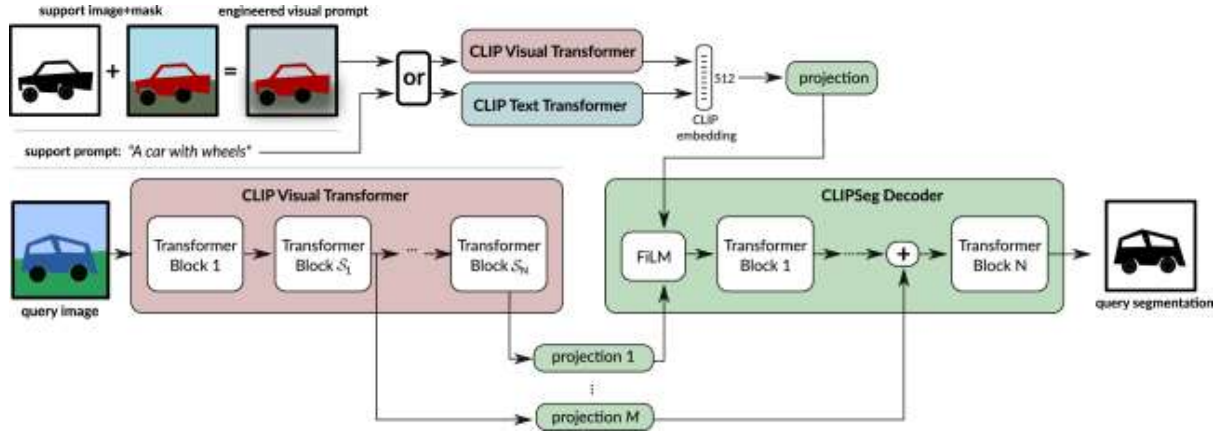 support image+mask
engineered visual prompt
+
=
or
CLIP Visual Transformer
CLIP Text Transformer
512
CLIP
embedding
projection
support prompt: "A car with wheels"
CLIP Visual Transformer
Transformer
Block 1
Transformer
Block S₁
...
Transformer
Block S_N
query image
CLIPSeg Decoder
FiLM
Transformer
Block 1
+
Transformer
Block N
query segmentation
projection 1
⋮
projection M